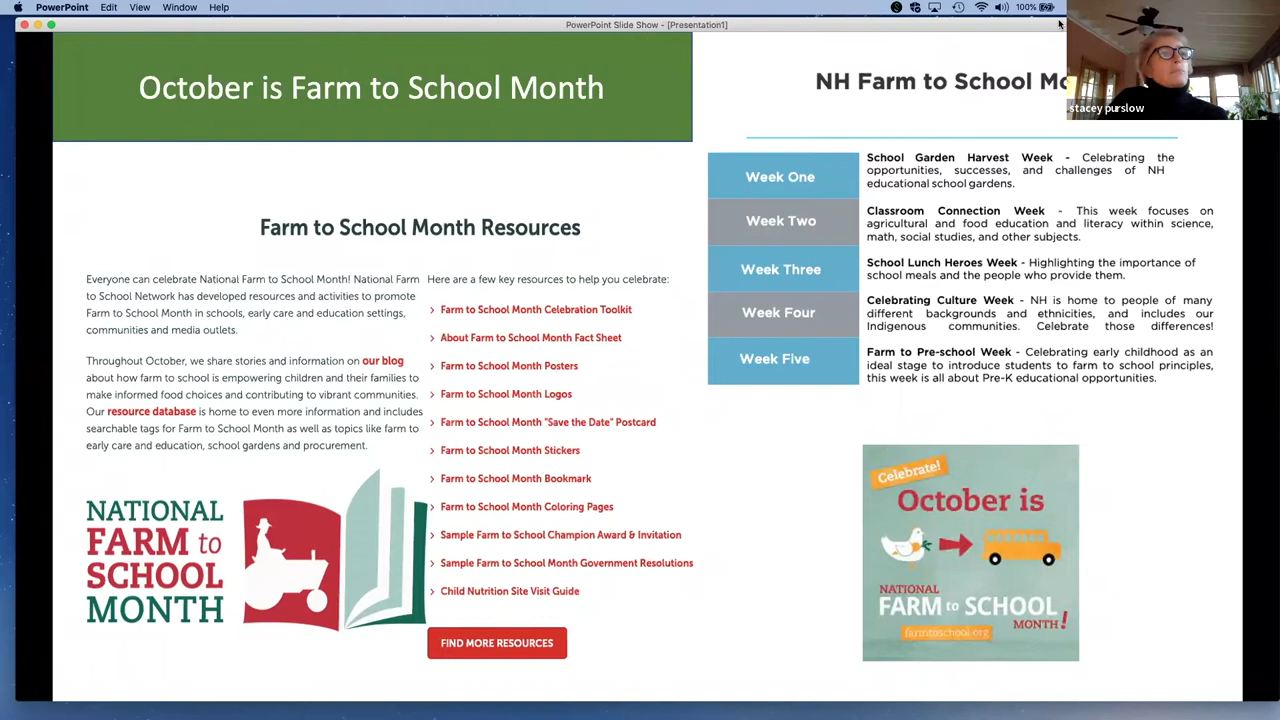 PowerPoint Edit View Window Help
100%
PowerPoint Slide Show - [Presentation1]
October is Farm to School Month
Farm to School Month Resources
Everyone can celebrate National Farm to School Month! National Farm
to School Network has developed resources and activities to promote
Farm to School Month in schools, early care and education settings,
communities and media outlets.
Throughout October, we share stories and information on our blog
about how farm to school is empowering children and their families to
make informed food choices and contributing to vibrant communities.
Our resource database is home to even more information and includes
searchable tags for Farm to School Month as well as topics like farm to
early care and education, school gardens and procurement.
NATIONAL
FARM to
SCHOOL
MONTH
Here are a few key resources to help you celebrate:
Farm to School Month Celebration Toolkit
About Farm to School Month Fact Sheet
Farm to School Month Posters
Farm to School Month Logos
Farm to School Month "Save the Date" Postcard
Farm to School Month Stickers
Farm to School Month Bookmark
Farm to School Month Coloring Pages
Sample Farm to School Champion Award & Invitation
Sample Farm to School Month Government Resolutions
Child Nutrition Site Visit Guide
FIND MORE RESOURCES
NH Farm to School Mo
stacey purslow
Week One
School Garden Harvest Week - Celebrating the
opportunities, successes, and challenges of NH
educational school gardens.
Week Two
Classroom Connection Week - This week focuses on
agricultural and food education and literacy within science,
math, social studies, and other subjects.
Week Three
School Lunch Heroes Week - Highlighting the importance of
school meals and the people who provide them.
Week Four
Celebrating Culture Week - NH is home to people of many
different backgrounds and ethnicities, and includes our
Indigenous communities. Celebrate those differences!
Week Five
Farm to Pre-school Week - Celebrating early childhood as an
ideal stage to introduce students to farm to school principles,
this week is all about Pre-K educational opportunities.
Celebrate!
October is
NATIONAL
FARM to SCHOOL
MONTH!
farmtoschool.org